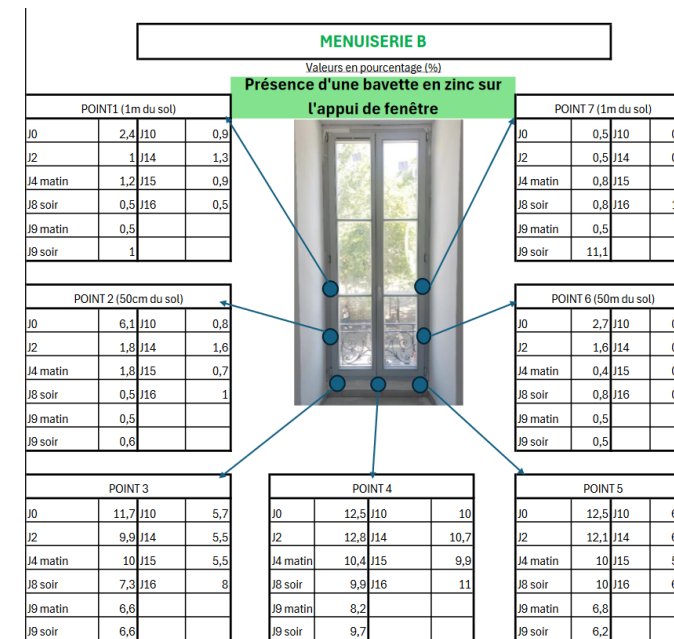 MENUISERIE B
Valeurs en pourcentage (%)
Présence d'une bavette en zinc sur
l'appui de fenêtre
POINT1 (1m du sol)
J0 2,4 J10 0,9
J2 1 J14 1,3
J4 matin 1,2 J15 0,9
J8 soir 0,5 J16 0,5
J9 matin 0,5
J9 soir 1
POINT 7 (1m du sol)
J0 0,5 J10
J2 0,5 J14
J4 matin 0,8 J15
J8 soir 0,8 J16
J9 matin 0,5
J9 soir 11,1
POINT 2 (50cm du sol)
J0 6,1 J10 0,8
J2 1,8 J14 1,6
J4 matin 1,8 J15 0,7
J8 soir 0,5 J16 1
J9 matin 0,5
J9 soir 0,6
POINT 6 (50m du sol)
J0 2,7 J10
J2 1,6 J14
J4 matin 0,4 J15
J8 soir 0,8 J16
J9 matin 0,5
J9 soir 0,5
POINT 3
J0 11,7 J10 5,7
J2 9,9 J14 5,5
J4 matin 10 J15 5,5
J8 soir 7,3 J16 8
J9 matin 6,6
J9 soir 6,6
POINT 4
J0 12,5 J10 10
J2 12,8 J14 10,7
J4 matin 10,4 J15 9,9
J8 soir 9,9 J16 11
J9 matin 8,2
J9 soir 9,7
POINT 5
J0 12,5 J10
J2 12,1 J14
J4 matin 10 J15
J8 soir 10 J16
J9 matin 6,8
J9 soir 6,2